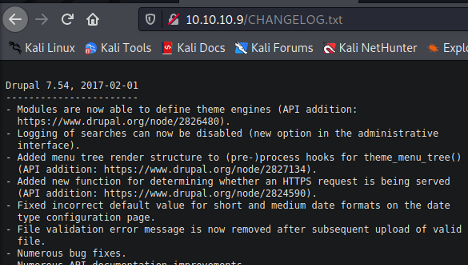 10.10.10.9/CHANGELOG.txt
Kali Linux Kali Tools Kali Docs Kali Forums Kali NetHunter
Drupal 7.54, 2017-02-01
-----------------------
- Modules are now able to define theme engines (API addition:
https://www.drupal.org/node/2826480).
- Logging of searches can now be disabled (new option in the administrative
interface).
- Added menu tree render structure to (pre-)process hooks for theme_menu_tree()
(API addition: https://www.drupal.org/node/2827134).
- Added new function for determining whether an HTTPS request is being served
(API addition: https://www.drupal.org/node/2824590).
- Fixed incorrect default value for short and medium date formats on the date
type configuration page.
- File validation error message is now removed after subsequent upload of valid
file.
- Numerous bug fixes.
- Numerous API documentation improvements